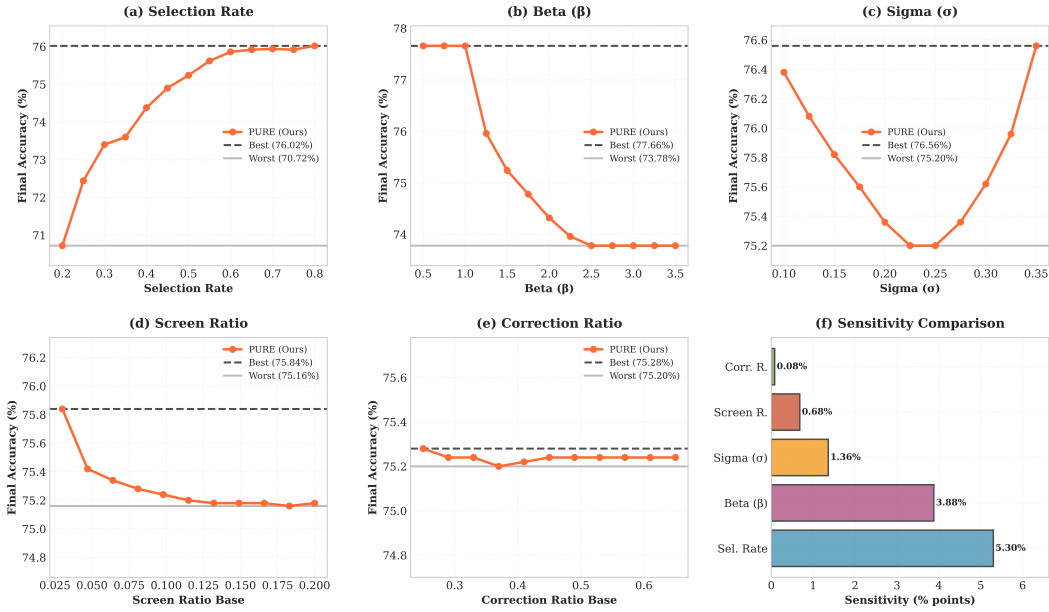 (a) Selection Rate
Final Accuracy (%)
76
75
74
73
72
71
PURE (Ours)
Best (76.02%)
Worst (70.72%)
0.2 0.3 0.4 0.5 0.6 0.7 0.8
Selection Rate
(b) Beta (β)
Final Accuracy (%)
78
77
76
75
74
PURE (Ours)
Best (77.66%)
Worst (73.78%)
0.5 1.0 1.5 2.0 2.5 3.0 3.5
Beta (β)
(c) Sigma (σ)
Final Accuracy (%)
76.6
76.4
76.2
76.0
75.8
75.6
75.4
75.2
PURE (Ours)
Best (76.56%)
Worst (75.20%)
0.10 0.15 0.20 0.25 0.30 0.35
Sigma (σ)
(d) Screen Ratio
Final Accuracy (%)
76.2
76.0
75.8
75.6
75.4
75.2
75.0
74.8
PURE (Ours)
Best (75.84%)
Worst (75.16%)
0.025 0.050 0.075 0.100 0.125 0.150 0.175 0.200
Screen Ratio Base
(e) Correction Ratio
Final Accuracy (%)
75.6
75.4
75.2
75.0
74.8
PURE (Ours)
Best (75.28%)
Worst (75.20%)
0.3 0.4 0.5 0.6
Correction Ratio Base
(f) Sensitivity Comparison
Corr. R. 0.08%
Screen R. 0.68%
Sigma (σ) 1.36%
Beta (β) 3.88%
Sel. Rate 5.30%
0 1 2 3 4 5 6
Sensitivity (% points)